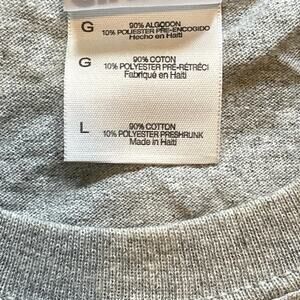 G 90% ALGODON
10% POLYESTER PRE-ENCOGIDO
Hecho en Haiti
G 90% COTON
10% POLYESTER PRÉ-RÉTRÉCI
Fabriqué en Haïti
L 90% COTTON
10% POLYESTER PRESHRUNK
Made in Haiti